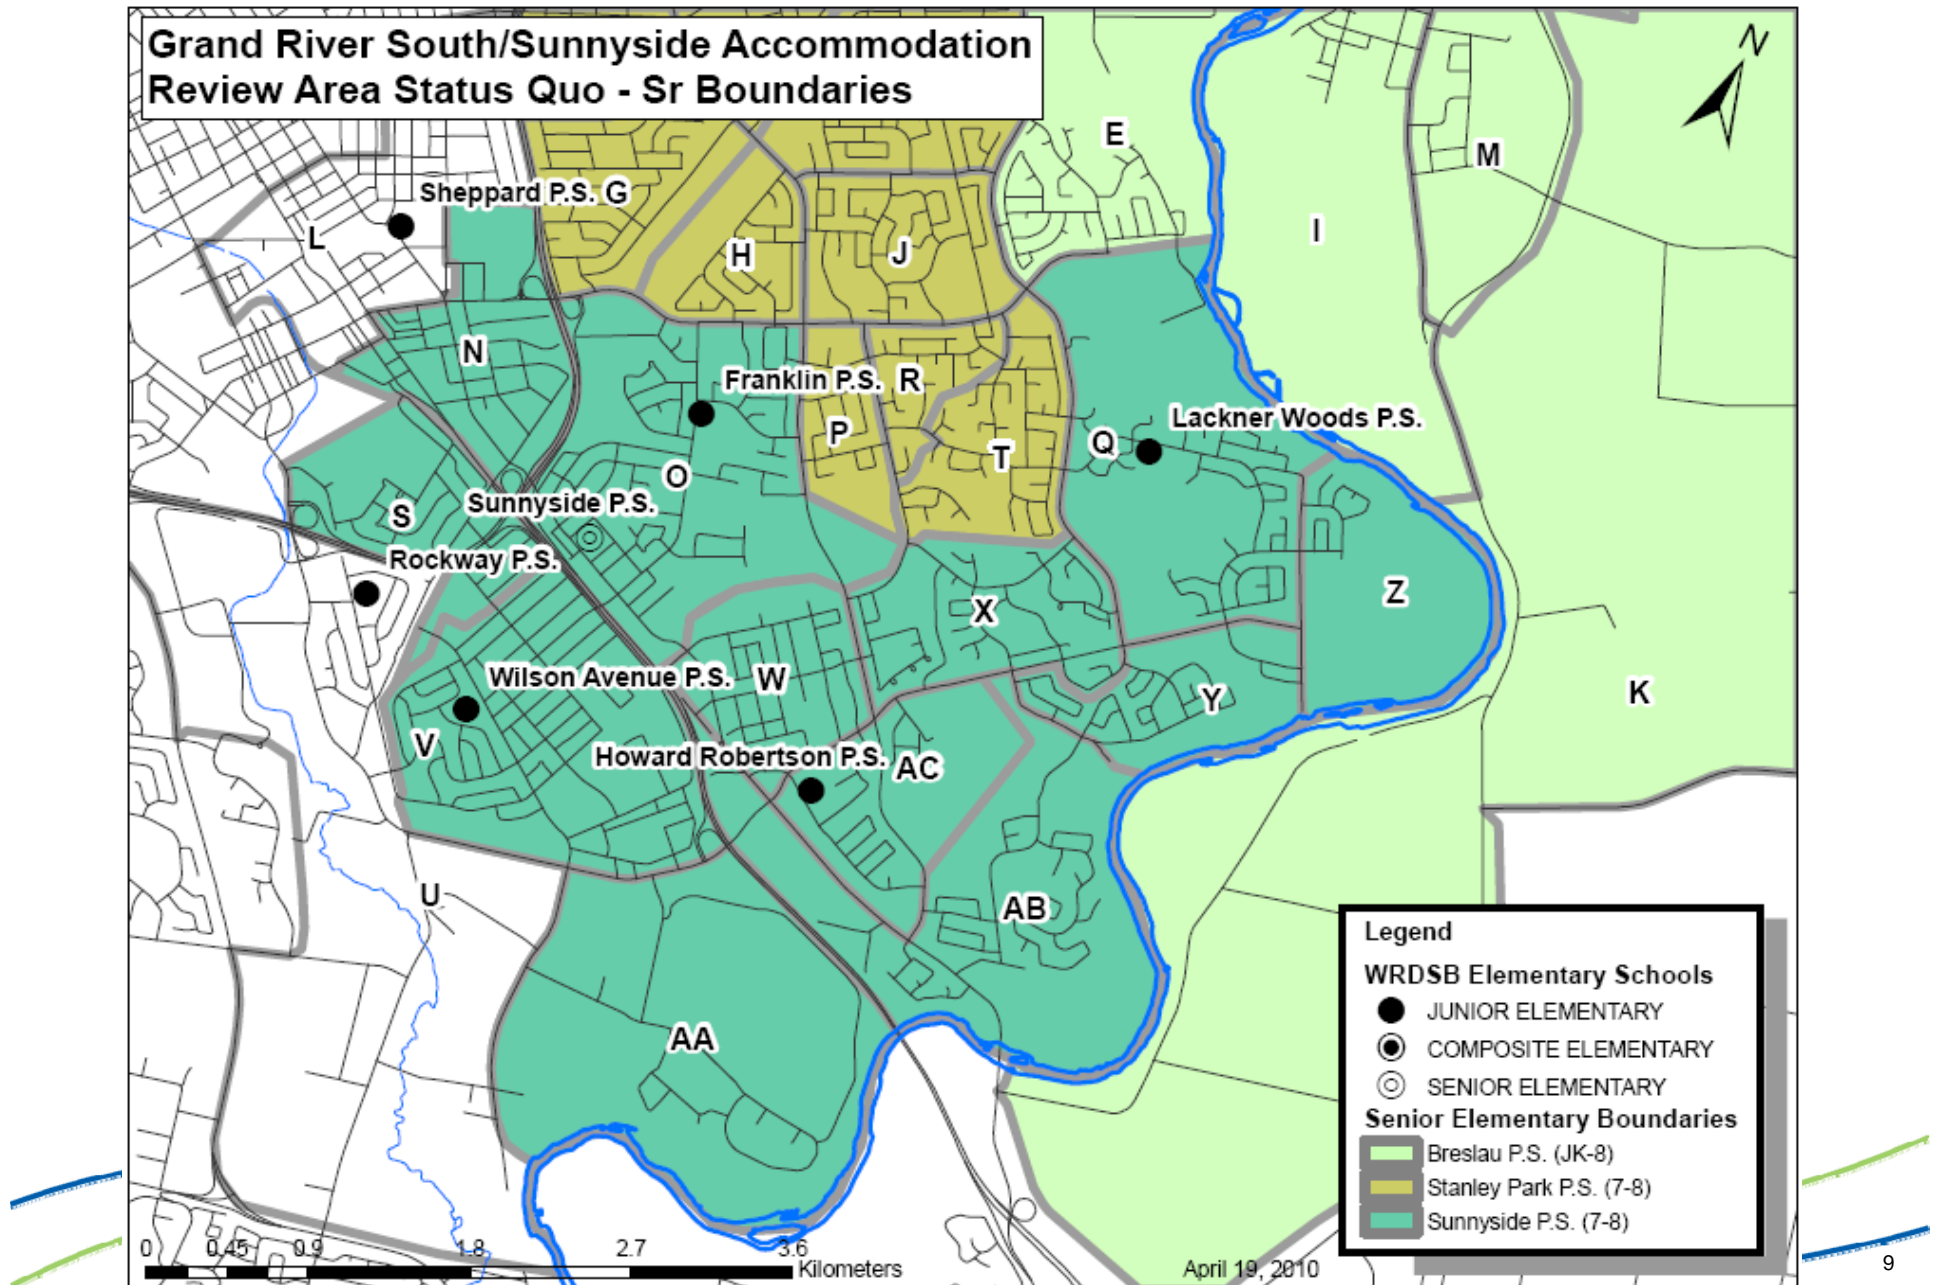 Grand River South/Sunnyside Accommodation
Review Area Status Quo - Sr Boundaries
N
E
M
Sheppard P.S. G
L
I
H
J
N
Franklin P.S.
R
P
Lackner Woods P.S.
Q
T
O
Sunnyside P.S.
S
Rockway P.S.
Z
X
Wilson Avenue P.S.
W
K
Y
V
Howard Robertson P.S.
AC
U
AB
AA
Legend
WRDSB Elementary Schools
JUNIOR ELEMENTARY
COMPOSITE ELEMENTARY
SENIOR ELEMENTARY
Senior Elementary Boundaries
Breslau P.S. (JK-8)
Stanley Park P.S. (7-8)
Sunnyside P.S. (7-8)
0 0.45 0.9 1.8 2.7 3.6
Kilometers
April 19, 2010
9